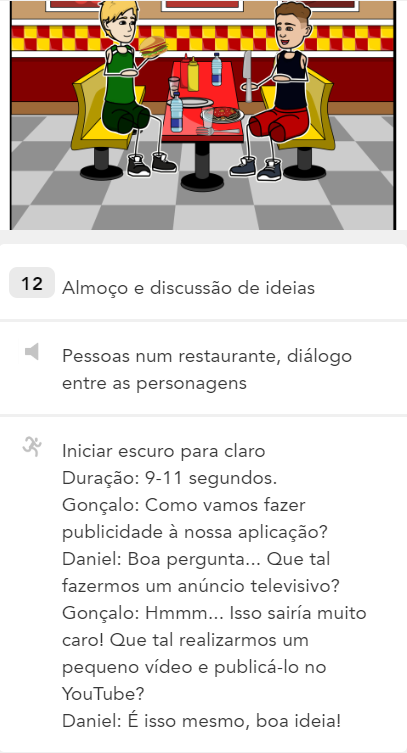 12 Almoço e discussão de ideias
Pessoas num restaurante, diálogo
entre as personagens
Iniciar escuro para claro
Duração: 9-11 segundos.
Gonçalo: Como vamos fazer
publicidade à nossa aplicação?
Daniel: Boa pergunta... Que tal
fazermos um anúncio televisivo?
Gonçalo: Hmmm... Isso sairía muito
caro! Que tal realizarmos um
pequeno vídeo e publicá-lo no
YouTube?
Daniel: É isso mesmo, boa ideia!